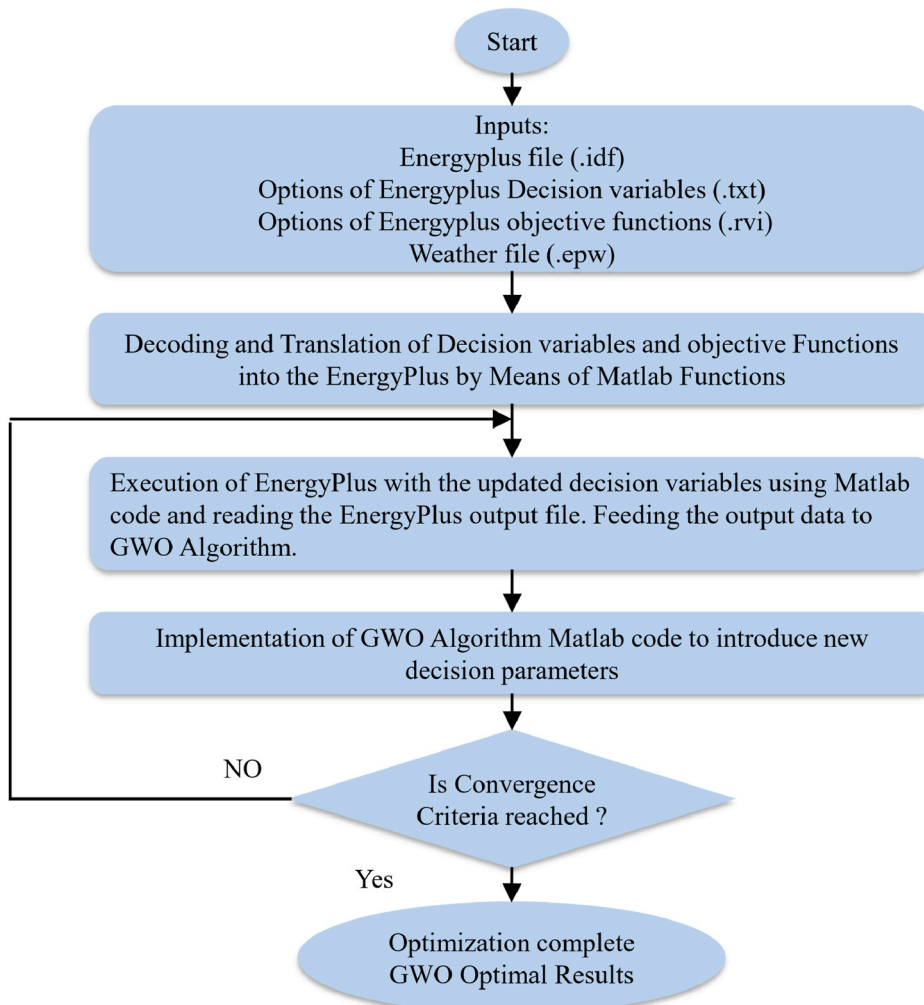 Start
Inputs:
Energyplus file (.idf)
Options of Energyplus Decision variables (.txt)
Options of Energyplus objective functions (.rvi)
Weather file (.epw)
Decoding and Translation of Decision variables and objective Functions
into the EnergyPlus by Means of Matlab Functions
Execution of EnergyPlus with the updated decision variables using Matlab
code and reading the EnergyPlus output file. Feeding the output data to
GWO Algorithm.
Implementation of GWO Algorithm Matlab code to introduce new
decision parameters
NO
Is Convergence
Criteria reached ?
Yes
Optimization complete
GWO Optimal Results